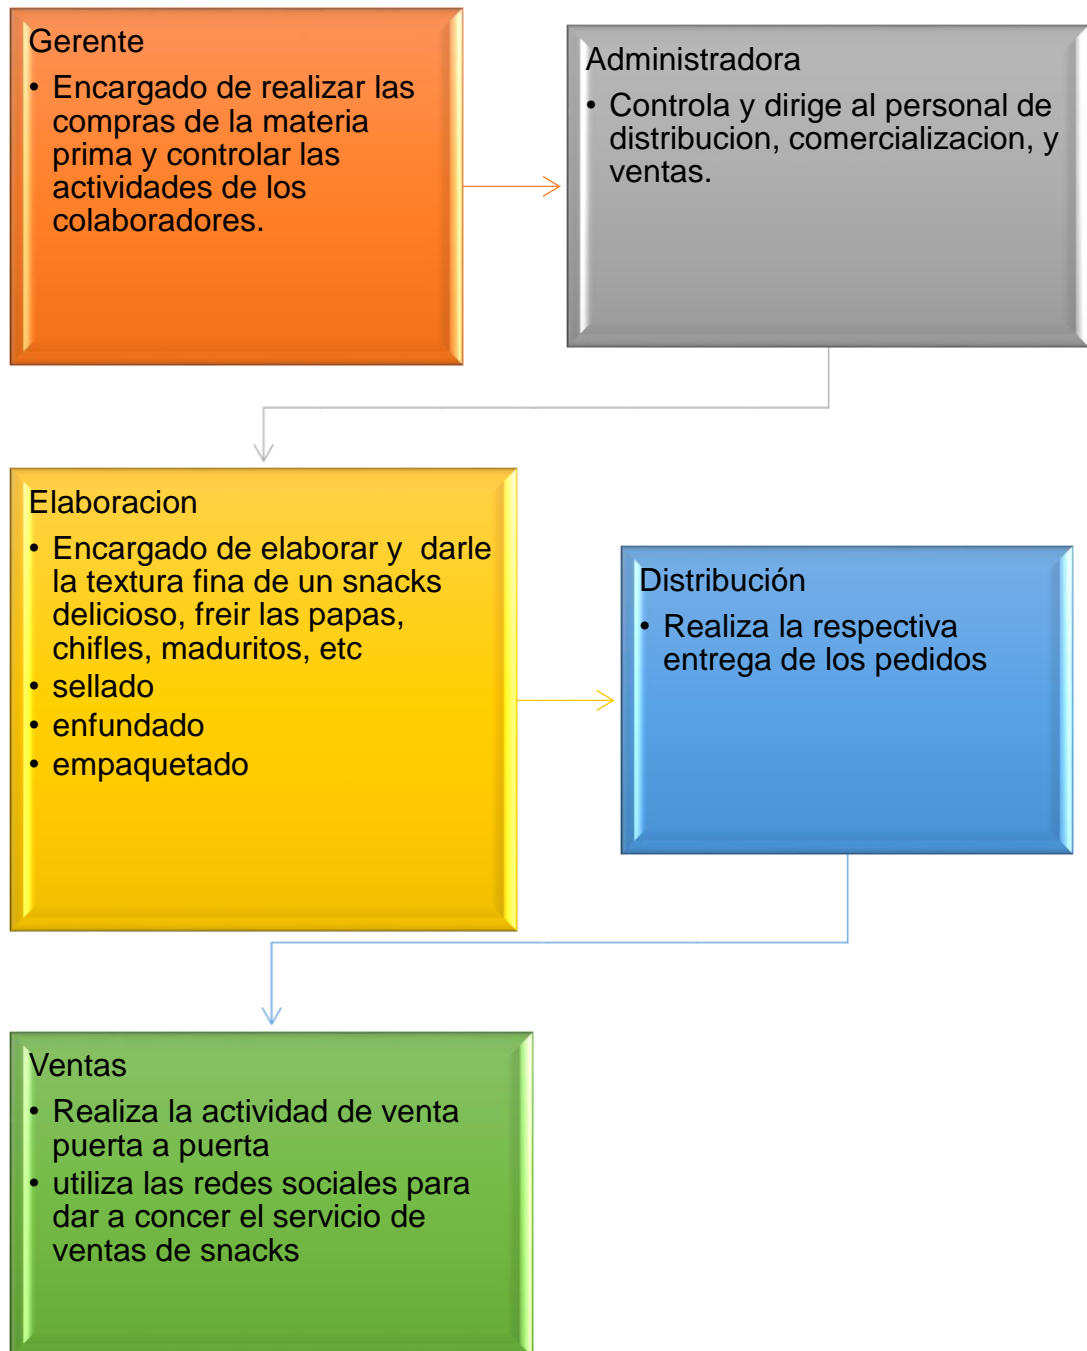 Gerente
• Encargado de realizar las
compras de la materia
prima y controlar las
actividades de los
colaboradores.
Administradora
• Controla y dirige al personal de
distribucion, comercializacion, y
ventas.
Elaboracion
• Encargado de elaborar y  darle
la textura fina de un snacks
delicioso, freir las papas,
chifles, maduritos, etc
• sellado
• enfundado
• empaquetado
Distribución
• Realiza la respectiva
entrega de los pedidos
Ventas
• Realiza la actividad de venta
puerta a puerta
• utiliza las redes sociales para
dar a concer el servicio de
ventas de snacks